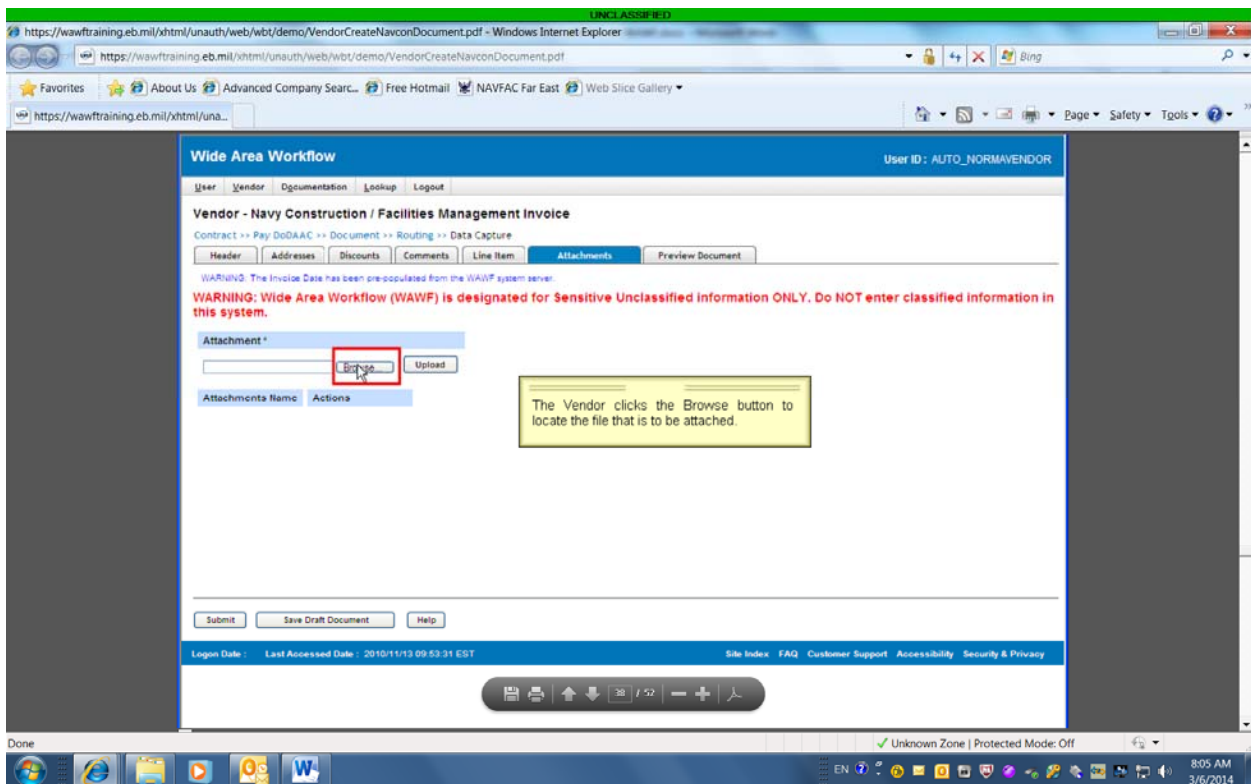 UNCLASSIFIED
https://wawftraining.eb.mil/xhtml/unauth/web/wbt/demo/VendorCreateNavconDocument.pdf - Windows Internet Explorer
https://wawftraining.eb.mil/xhtml/unauth/web/wbt/demo/VendorCreateNavconDocument.pdf
Bing
Favorites About Us Advanced Company Searc... Free Hotmail NAVFAC Far East Web Slice Gallery
https://wawftraining.eb.mil/xhtml/una...
Page Safety Tools
Wide Area Workflow
User ID : AUTO_NORMAVENDOR
User Vendor Documentation Lookup Logout
Vendor - Navy Construction / Facilities Management Invoice
Contract >> Pay DoDAAC >> Document >> Routing >> Data Capture
Header Addresses Discounts Comments Line Item Attachments Preview Document
WARNING: The Invoice Date has been pre-populated from the WAWF system server.
WARNING: Wide Area Workflow (WAWF) is designated for Sensitive Unclassified information ONLY. Do NOT enter classified information in
this system.
Attachment *
Browse... Upload
Attachments Name Actions
The Vendor clicks the Browse button to
locate the file that is to be attached.
Submit Save Draft Document Help
Logon Date : Last Accessed Date : 2010/11/13 09:53:31 EST
Site Index FAQ Customer Support Accessibility Security & Privacy
38 / 52
Done
Unknown Zone | Protected Mode: Off
EN
8:05 AM
3/6/2014